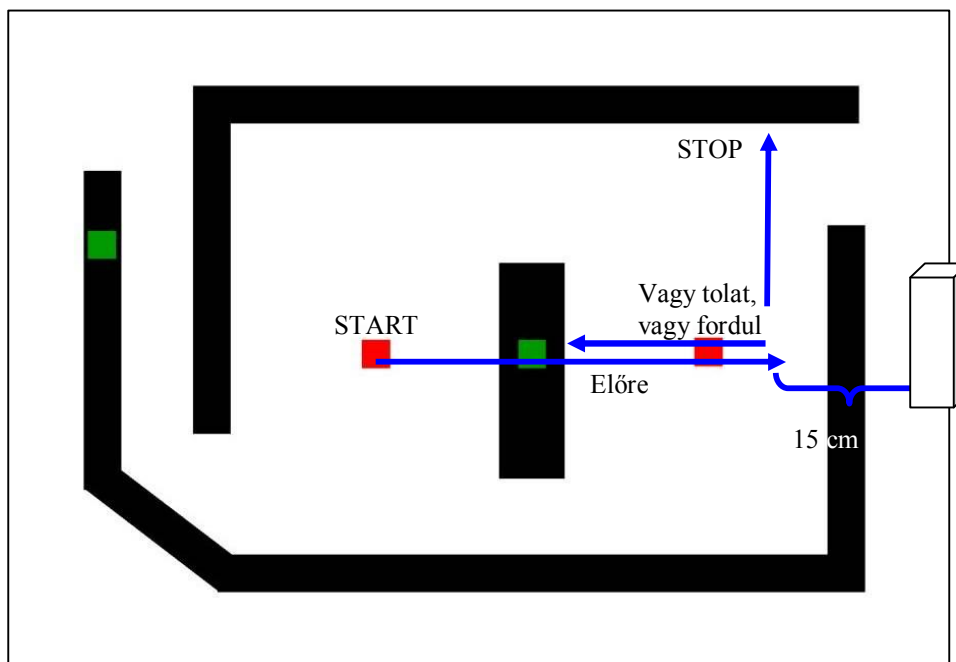 STOP
Vagy tolat,
vagy fordul
START
Előre
15 cm